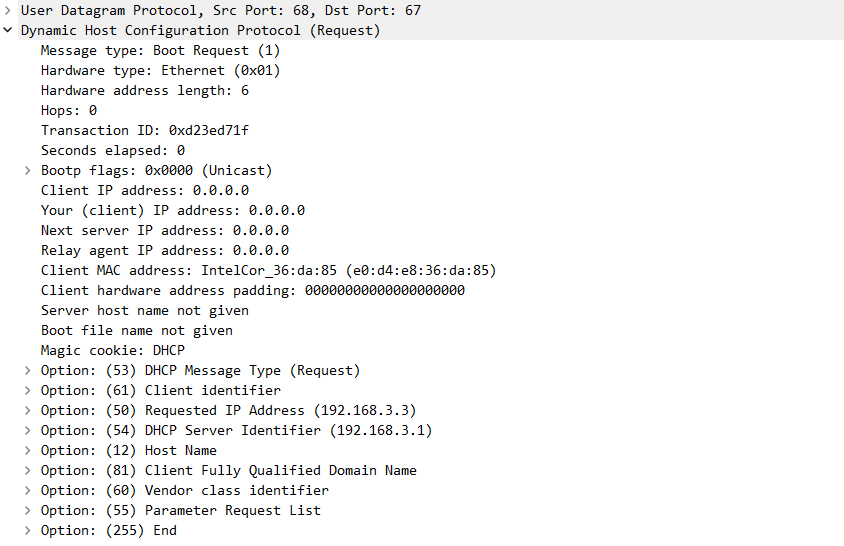 User Datagram Protocol, Src Port: 68, Dst Port: 67
Dynamic Host Configuration Protocol (Request)
Message type: Boot Request (1)
Hardware type: Ethernet (0x01)
Hardware address length: 6
Hops: 0
Transaction ID: 0xd23ed71f
Seconds elapsed: 0
Bootp flags: 0x0000 (Unicast)
Client IP address: 0.0.0.0
Your (client) IP address: 0.0.0.0
Next server IP address: 0.0.0.0
Relay agent IP address: 0.0.0.0
Client MAC address: IntelCor_36:da:85 (e0:d4:e8:36:da:85)
Client hardware address padding: 00000000000000000000
Server host name not given
Boot file name not given
Magic cookie: DHCP
Option: (53) DHCP Message Type (Request)
Option: (61) Client identifier
Option: (50) Requested IP Address (192.168.3.3)
Option: (54) DHCP Server Identifier (192.168.3.1)
Option: (12) Host Name
Option: (81) Client Fully Qualified Domain Name
Option: (60) Vendor class identifier
Option: (55) Parameter Request List
Option: (255) End